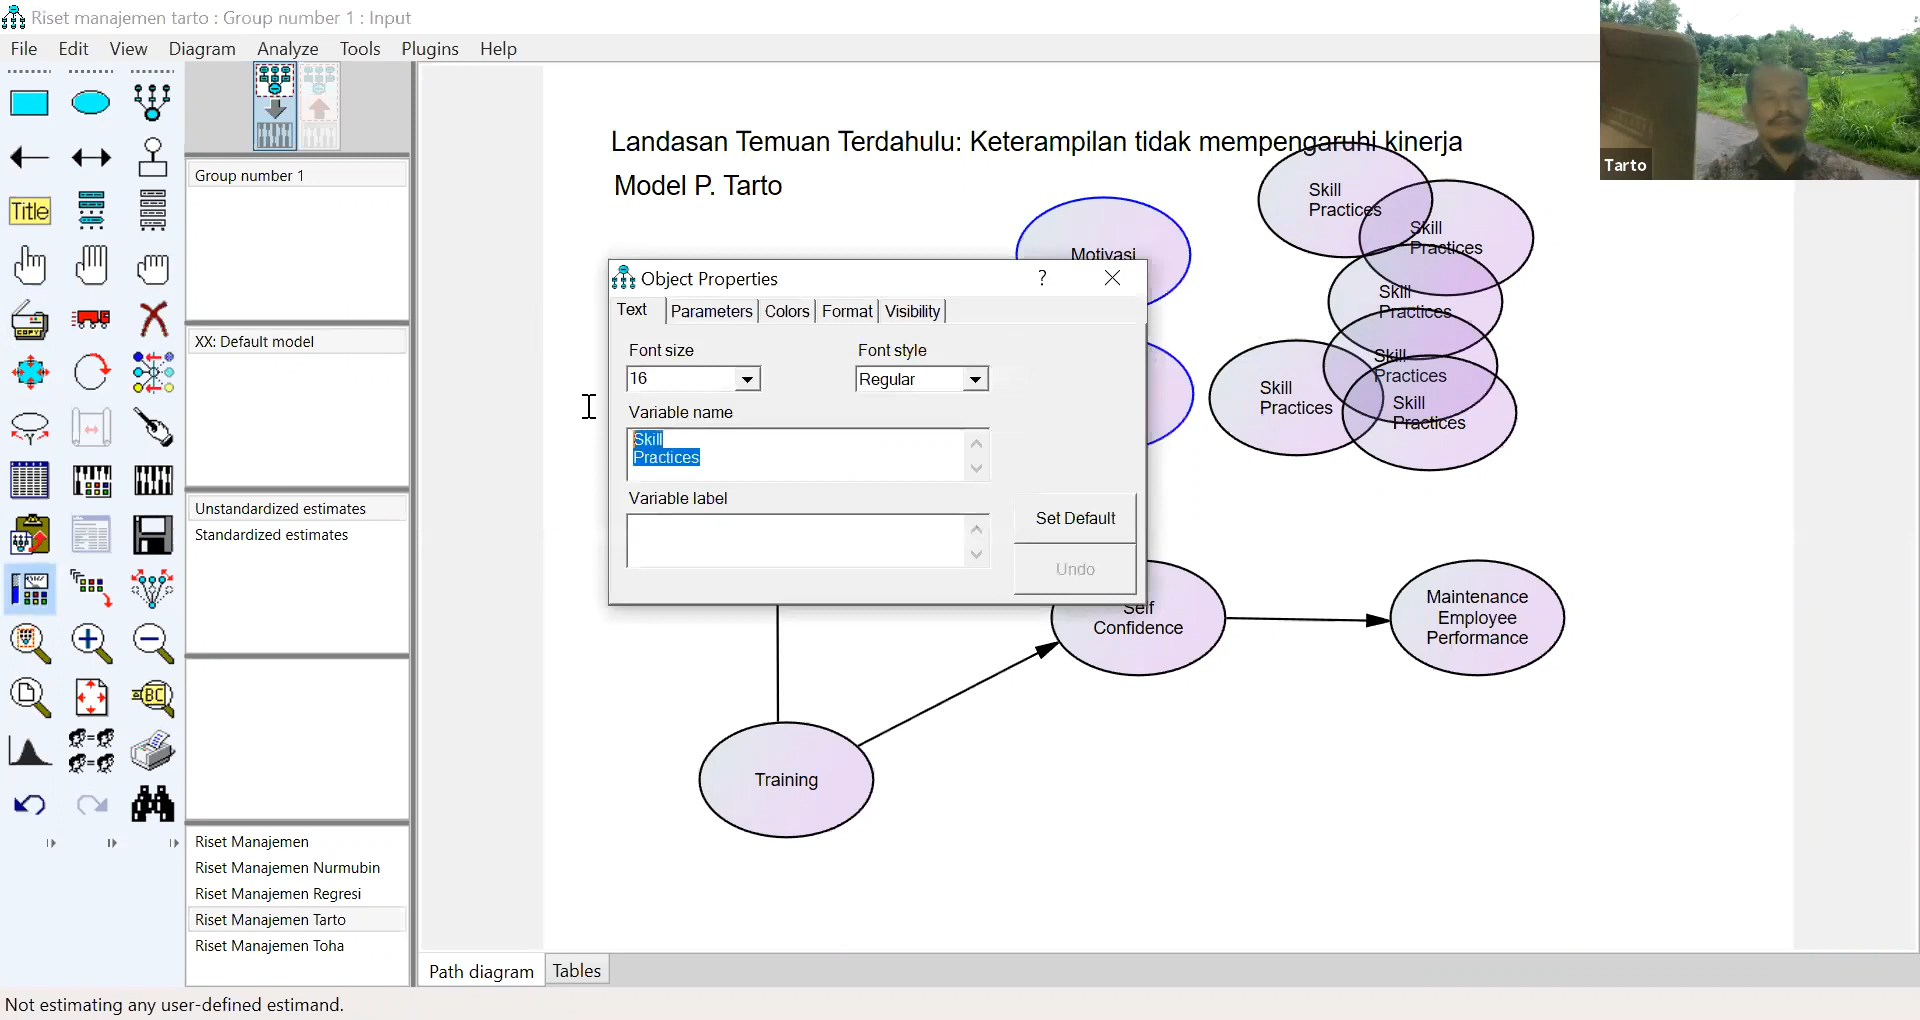 Riset manajemen tarto : Group number 1 : Input
File Edit View Diagram Analyze Tools Plugins Help
Title
COPY
BC
Group number 1
XX: Default model
Unstandardized estimates
Standardized estimates
Riset Manajemen
Riset Manajemen Nurmubin
Riset Manajemen Regresi
Riset Manajemen Tarto
Riset Manajemen Toha
Landasan Temuan Terdahulu: Keterampilan tidak mempengaruhi kinerja
Model P. Tarto
Motivasi
Skill
Practices
Skill
Practices
Skill
Practices
Skill
Practices
Skill
Practices
Skill
Practices
Object Properties ?
Text Parameters Colors Format Visibility
Font size Font style
16 Regular
Variable name
Skill
Practices
Variable label
Set Default
Undo
Self
Confidence
Maintenance
Employee
Performance
Training
Path diagram Tables
Not estimating any user-defined estimand.
Tarto